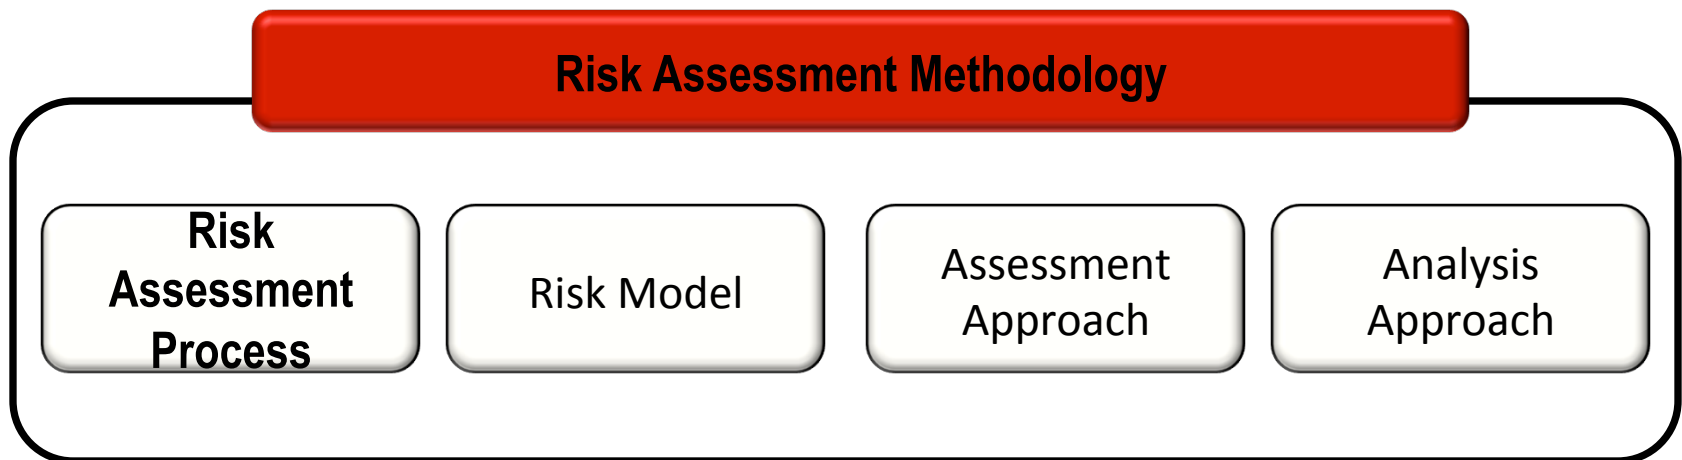 Risk Assessment Methodology
Risk
Assessment
Process
Risk Model
Assessment
Approach
Analysis
Approach